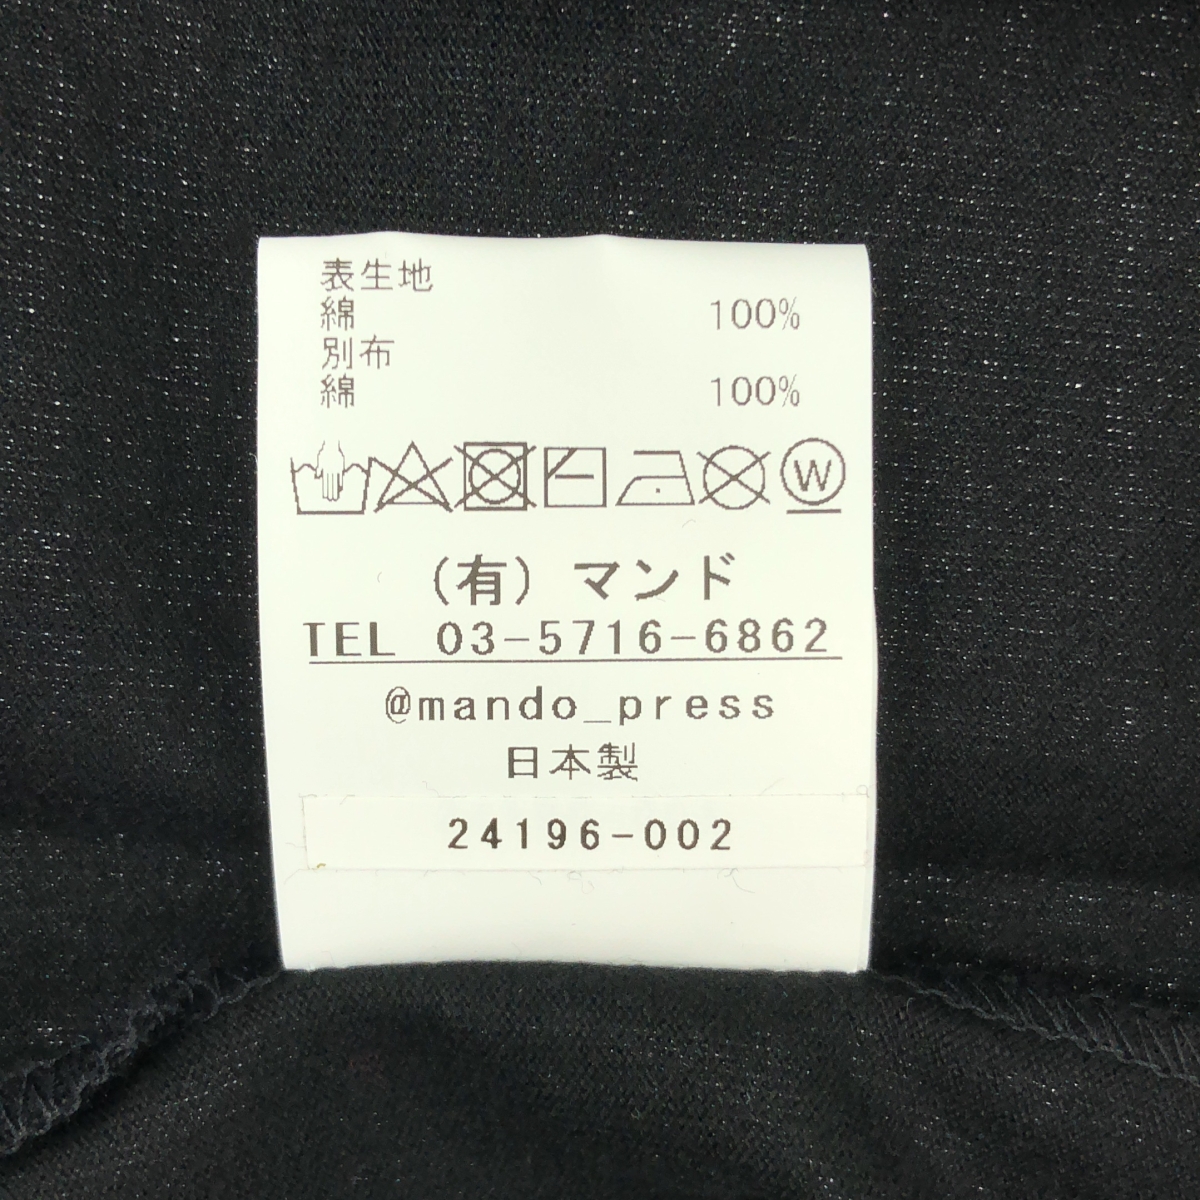 表生地
綿 100%
別布
綿 100%
W
(有) マンド
TEL 03-5716-6862
@mando_press
日本製
24196-002